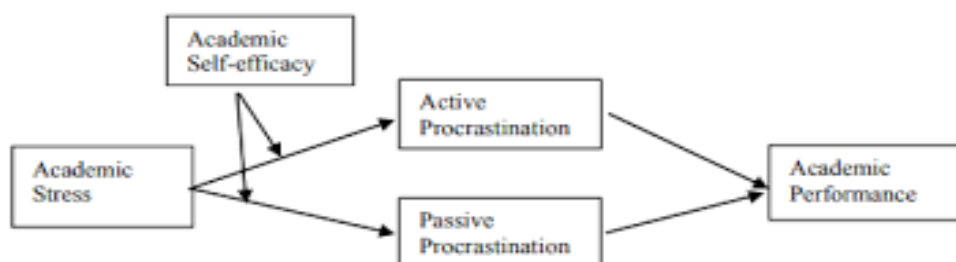 Academic
Self-efficacy
Active
Procrastination
Academic
Stress
Academic
Performance
Passive
Procrastination